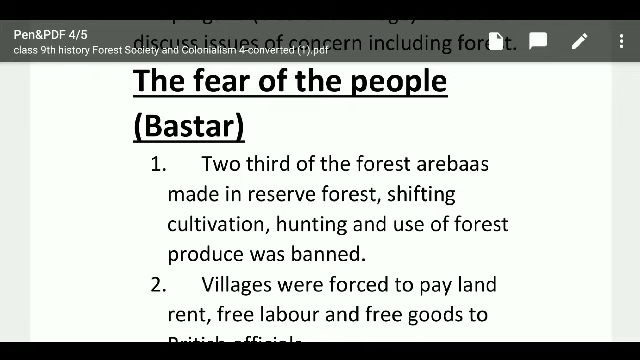 Pen&PDF 4/5
class 9th history Forest Society and Colonialism 4-converted (1).pdf
discuss issues of concern including forest.
The fear of the people
(Bastar)
1. Two third of the forest arebaas
made in reserve forest, shifting
cultivation, hunting and use of forest
produce was banned.
2. Villages were forced to pay land
rent, free labour and free goods to
British officials